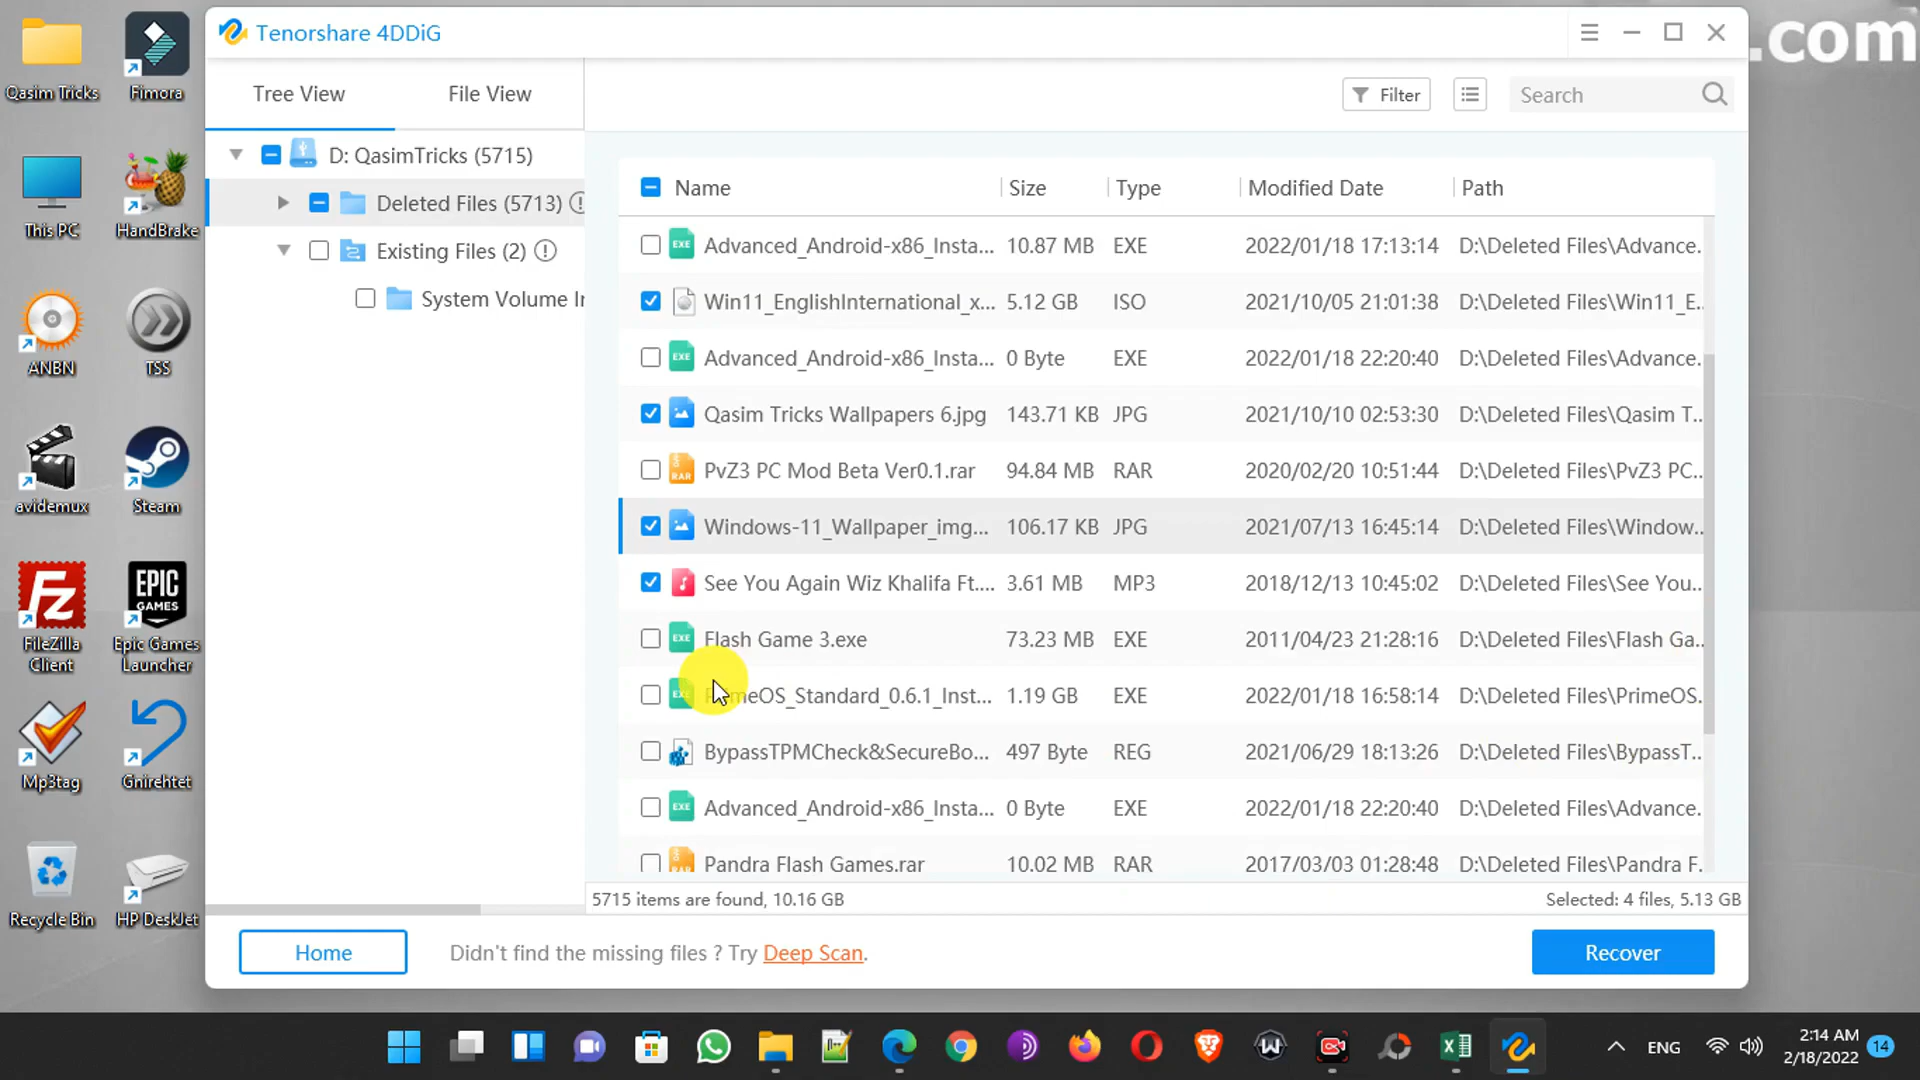 Qasim Tricks
Fimora
This PC
HandBrake
ANBN
TSS
avidemux
Steam
FileZilla Client
EPIC GAMES
Epic Games Launcher
Mp3tag
Gnirehtet
Recycle Bin
HP DeskJet
.com
Tenorshare 4DDiG
Tree View
File View
Filter
Search
D: QasimTricks (5715)
Deleted Files (5713)
Existing Files (2)
System Volume Ir
Name Size Type Modified Date Path
EXE Advanced_Android-x86_Insta... 10.87 MB EXE 2022/01/18 17:13:14 D:\Deleted Files\Advance.
Win11_EnglishInternational_x... 5.12 GB ISO 2021/10/05 21:01:38 D:\Deleted Files\Win11_E..
EXE Advanced_Android-x86_Insta... 0 Byte EXE 2022/01/18 22:20:40 D:\Deleted Files\Advance.
Qasim Tricks Wallpapers 6.jpg 143.71 KB JPG 2021/10/10 02:53:30 D:\Deleted Files\Qasim T...
RAR PvZ3 PC Mod Beta Ver0.1.rar 94.84 MB RAR 2020/02/20 10:51:44 D:\Deleted Files\PvZ3 PC..
Windows-11_Wallpaper_img... 106.17 KB JPG 2021/07/13 16:45:14 D:\Deleted Files\Window..
See You Again Wiz Khalifa Ft.... 3.61 MB MP3 2018/12/13 10:45:02 D:\Deleted Files\See You...
EXE Flash Game 3.exe 73.23 MB EXE 2011/04/23 21:28:16 D:\Deleted Files\Flash Ga..
PrimeOS_Standard_0.6.1_Inst... 1.19 GB EXE 2022/01/18 16:58:14 D:\Deleted Files\PrimeOS.
BypassTPMCheck&SecureBo... 497 Byte REG 2021/06/29 18:13:26 D:\Deleted Files\BypassT..
EXE Advanced_Android-x86_Insta... 0 Byte EXE 2022/01/18 22:20:40 D:\Deleted Files\Advance.
RAR Pandra Flash Games.rar 10.02 MB RAR 2017/03/03 01:28:48 D:\Deleted Files\Pandra F.
5715 items are found, 10.16 GB
Selected: 4 files, 5.13 GB
Home
Didn't find the missing files ? Try Deep Scan.
Recover
ENG
2:14 AM
2/18/2022
14